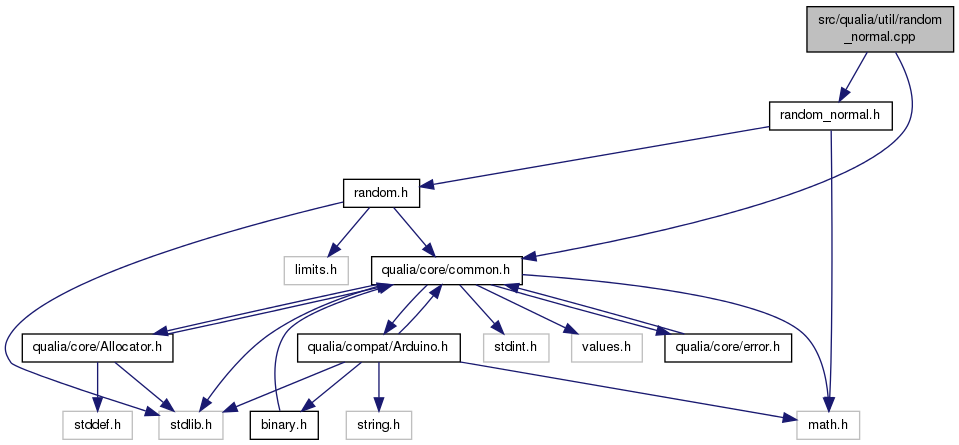 src/qualia/util/random
_normal.cpp
random_normal.h
random.h
limits.h
qualia/core/common.h
qualia/core/Allocator.h
qualia/compat/Arduino.h
stdint.h
values.h
qualia/core/error.h
stddef.h
stdlib.h
binary.h
string.h
math.h